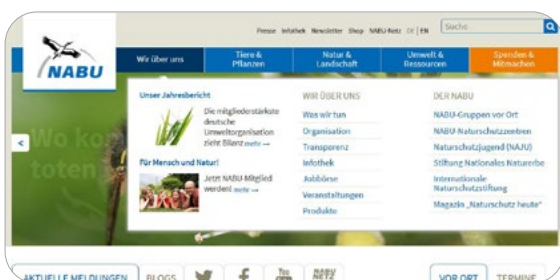 Presse Infothek Newsletter Shop NABU-Netz DE | EN Suche
NABU
Wir über uns
Tiere &
Pflanzen
Natur &
Landschaft
Umwelt &
Ressourcen
Spenden &
Mitmachen
Unser Jahresbericht
Die mitgliederstärkste
deutsche
Umweltorganisation
zieht Bilanz mehr →
Für Mensch und Natur!
Jetzt NABU-Mitglied
werden! mehr →
WIR ÜBER UNS
Was wir tun
Organisation
Transparenz
Infothek
Jobbörse
Veranstaltungen
Produkte
DER NABU
NABU-Gruppen vor Ort
NABU-Naturschutzzentren
Naturschutzjugend (NAJU)
Stiftung Nationales Naturerbe
Internationale
Naturschutzstiftung
Magazin „Naturschutz heute"
<
Wo ko
toten
AKTUELLE MELDUNGEN BLOGS f You NABU
NETZ
VOR ORT TERMINE